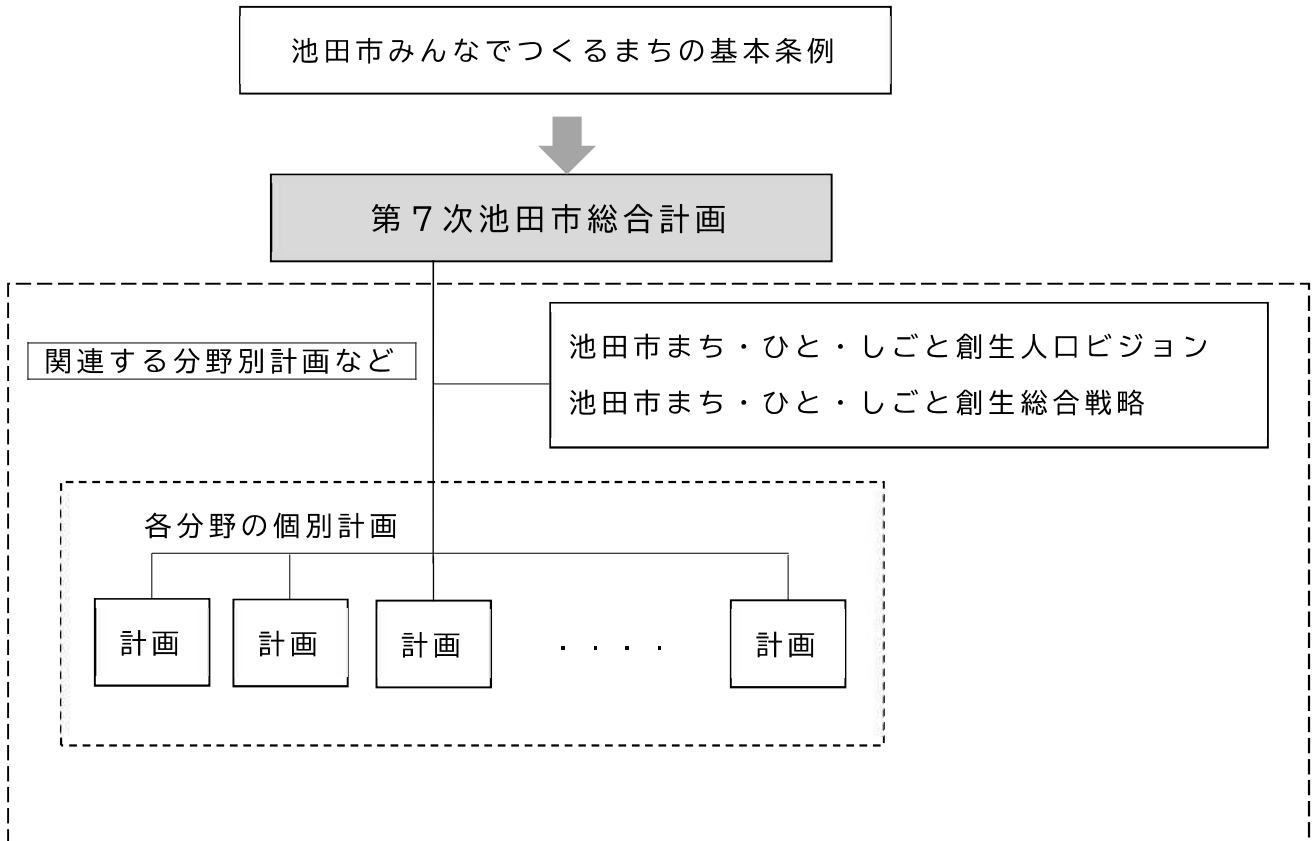 池田市みんなでつくるまちの基本条例
第７次池田市総合計画
関連する分野別計画など
池田市まち・ひと・しごと創生人口ビジョン
池田市まち・ひと・しごと創生総合戦略
各分野の個別計画
計画
計画
計画
・・・・
計画